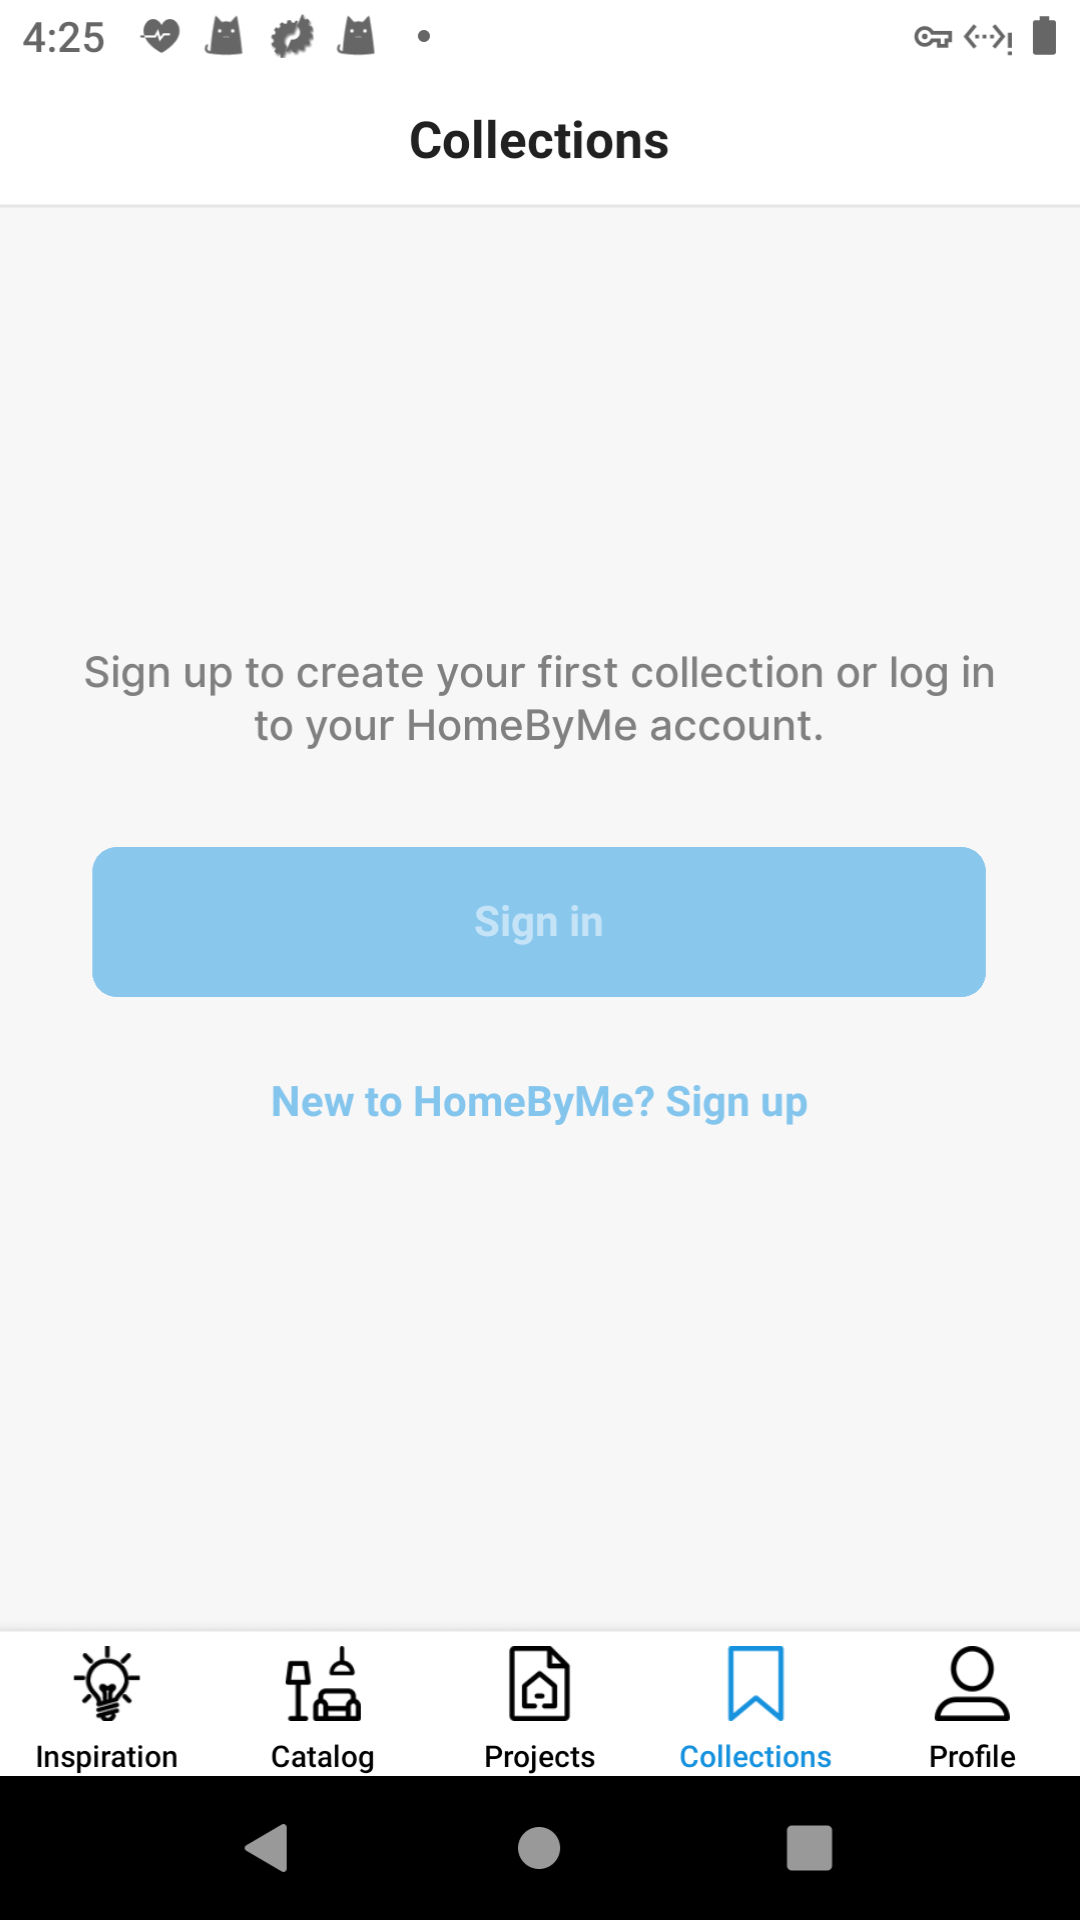 4:25
Collections
Sign up to create your first collection or log in
to your HomeByMe account.
Sign in
New to HomeByMe? Sign up
Inspiration
Catalog
Projects
Collections
Profile